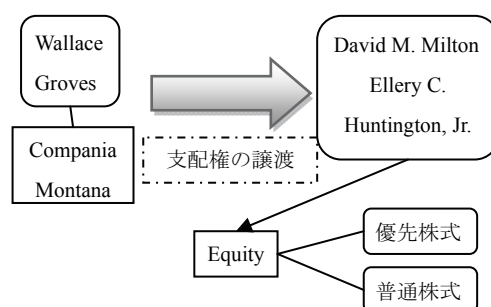 Wallace
Groves
David M. Milton
Ellery C.
Huntington, Jr.
Compania
Montana
支配権の譲渡
Equity
優先株式
普通株式